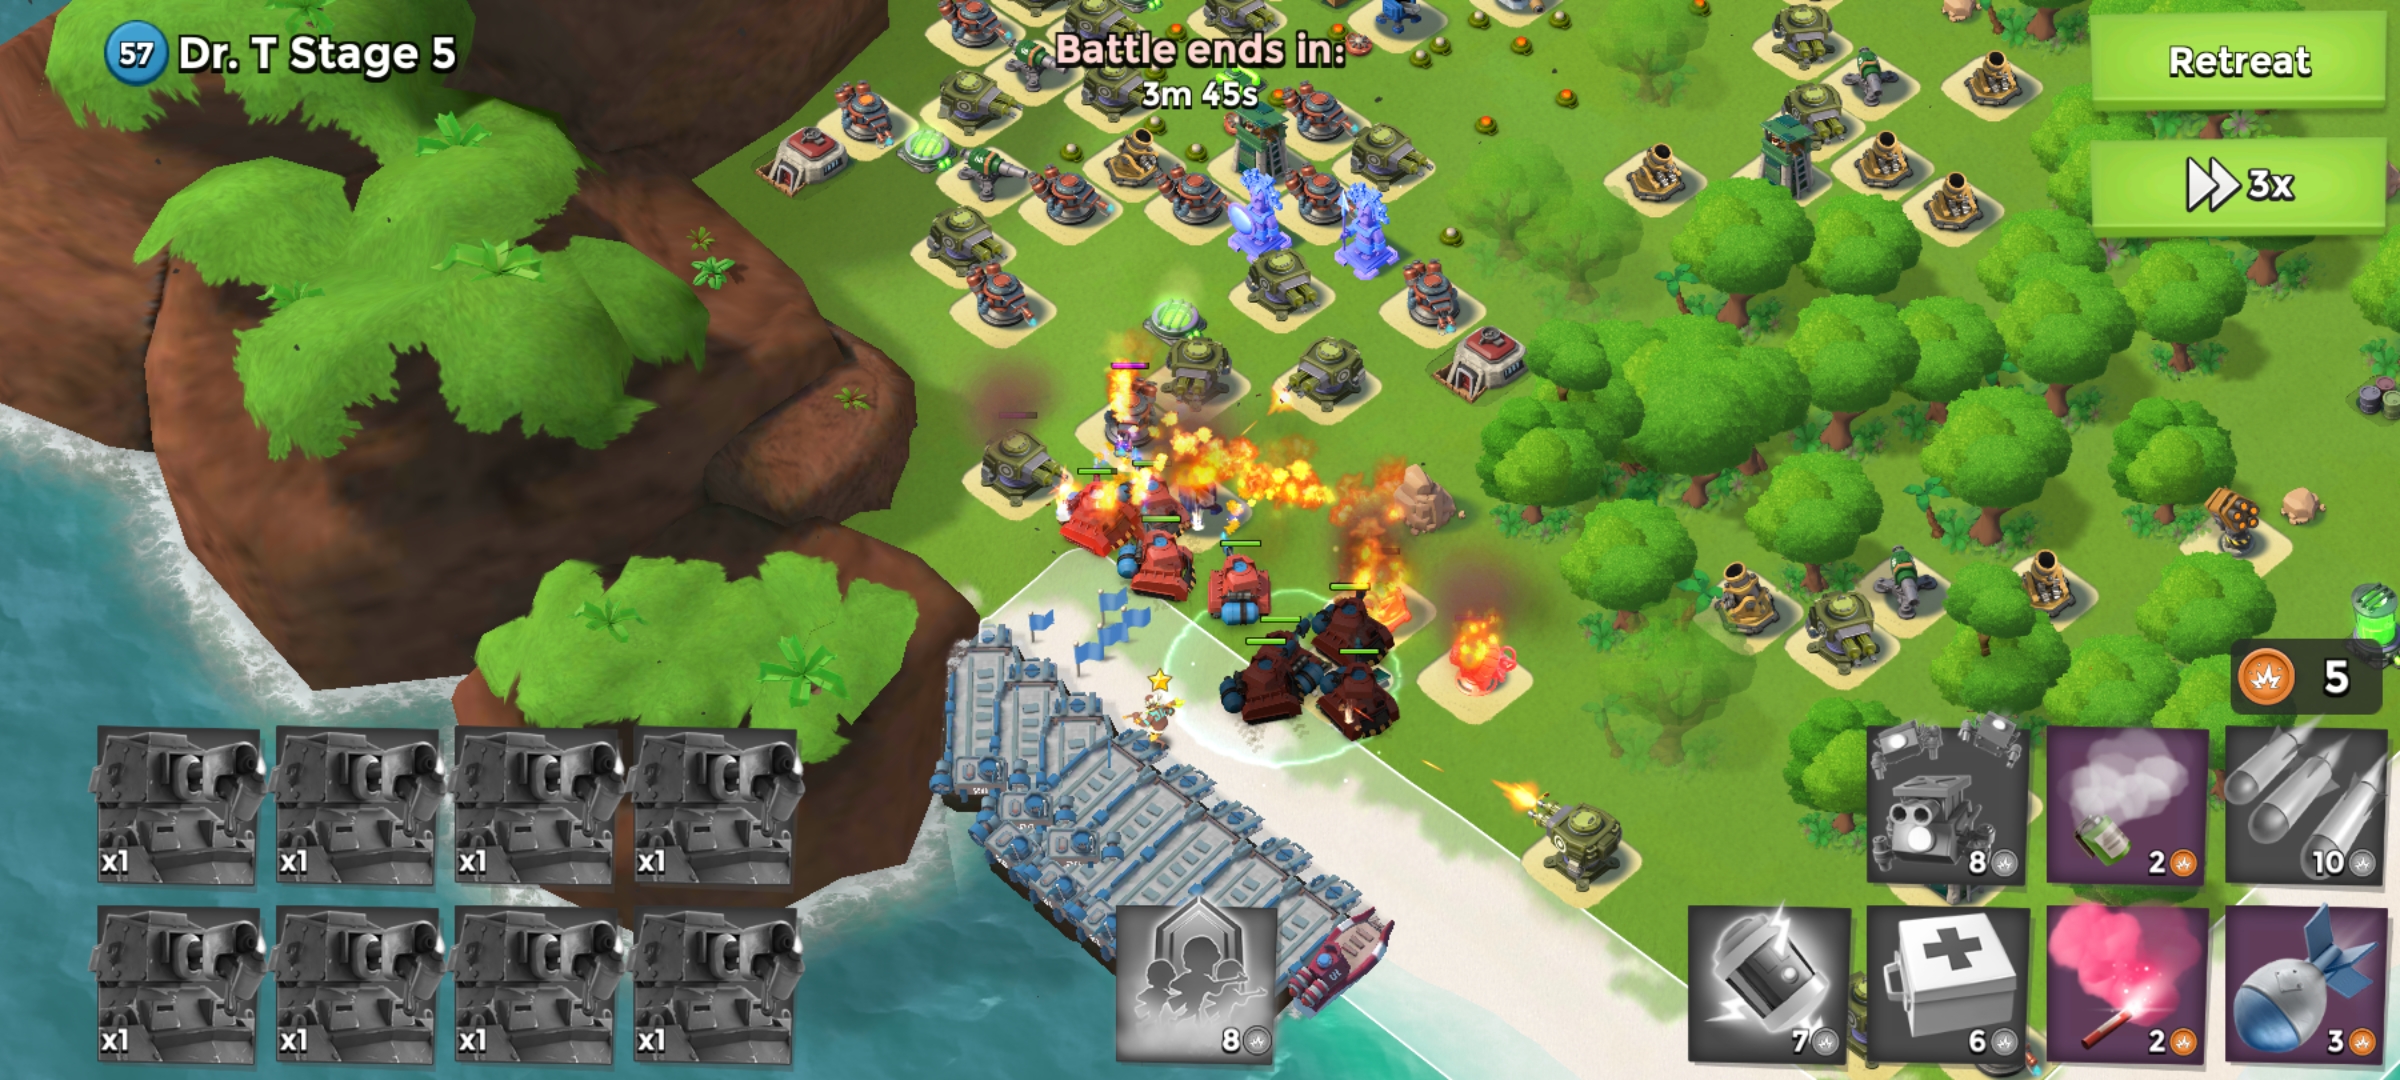 57 Dr. T Stage 5
Battle ends in:
3m 45s
Retreat
3x
5
x1 x1 x1 x1
8 2 10
x1 x1 x1 x1
8
7 6 2 3